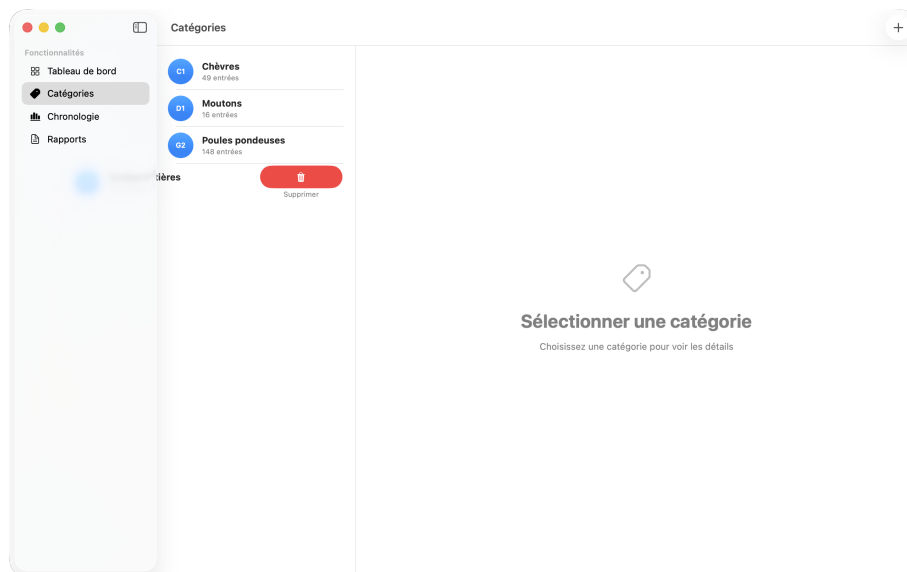 Catégories
Fonctionnalités
Tableau de bord
Catégories
Chronologie
Rapports
C1
Chèvres
49 entrées
D1
Moutons
16 entrées
G2
Poules pondeuses
148 entrées
Supprimer
Sélectionner une catégorie
Choisissez une catégorie pour voir les détails